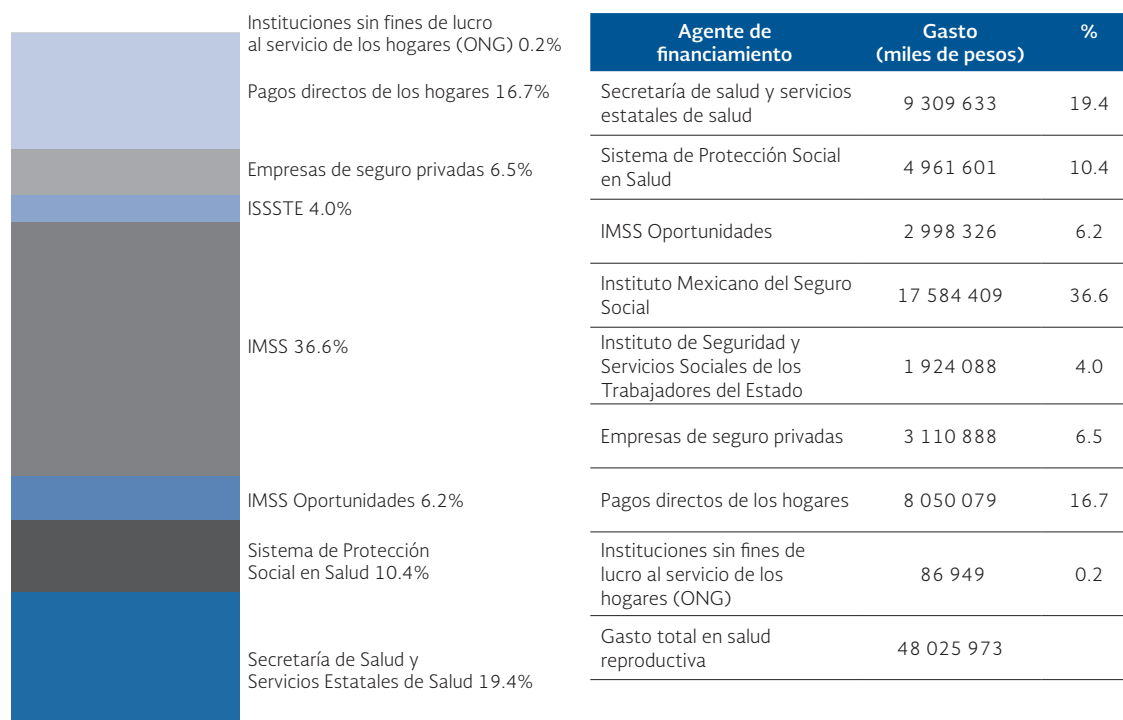 Instituciones sin fines de lucro
al servicio de los hogares (ONG) 0.2%
Pagos directos de los hogares 16.7%
Empresas de seguro privadas 6.5%
ISSSTE 4.0%
IMSS 36.6%
IMSS Oportunidades 6.2%
Sistema de Protección
Social en Salud 10.4%
Secretaría de Salud y
Servicios Estatales de Salud 19.4%
Agente de
financiamiento
Gasto
(miles de pesos)
%
Secretaría de salud y servicios
estatales de salud
9 309 633
19.4
Sistema de Protección Social
en Salud
4 961 601
10.4
IMSS Oportunidades
2 998 326
6.2
Instituto Mexicano del Seguro
Social
17 584 409
36.6
Instituto de Seguridad y
Servicios Sociales de los
Trabajadores del Estado
1 924 088
4.0
Empresas de seguro privadas
3 110 888
6.5
Pagos directos de los hogares
8 050 079
16.7
Instituciones sin fines de
lucro al servicio de los
hogares (ONG)
86 949
0.2
Gasto total en salud
reproductiva
48 025 973